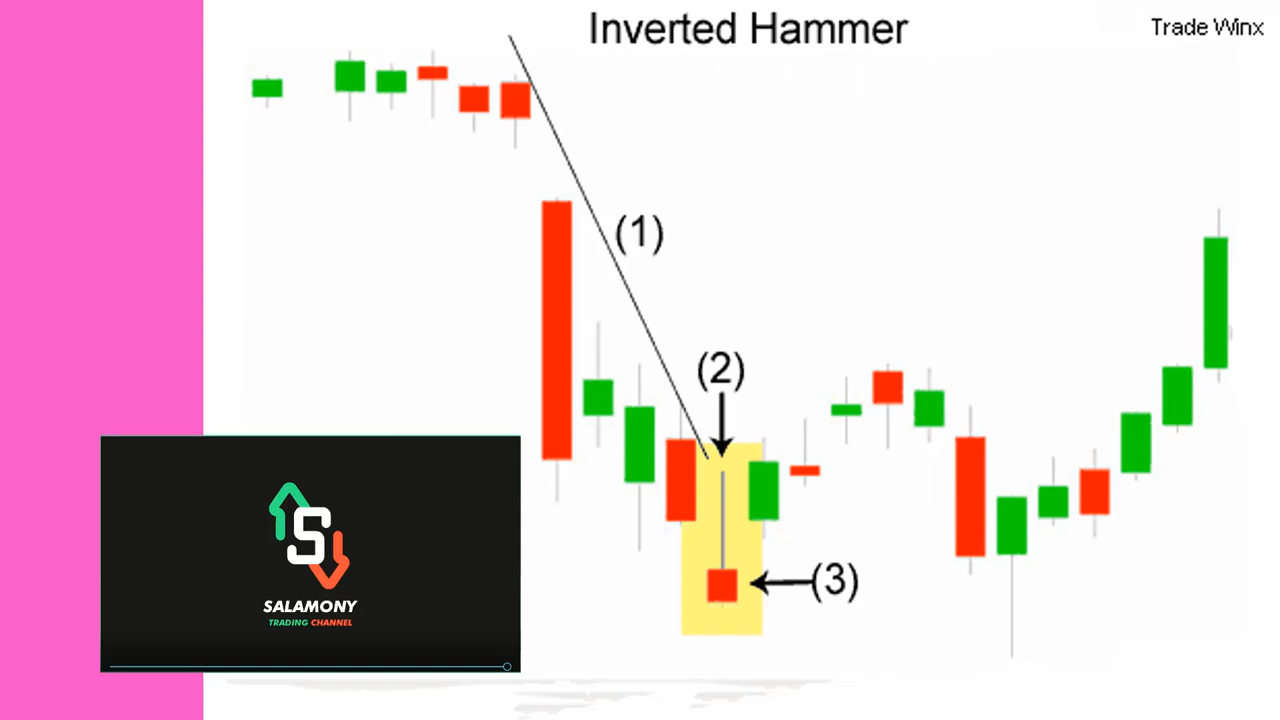 Inverted Hammer
Trade Winx
(1)
(2)
(3)
S
SALAMONY
TRADING CHANNEL